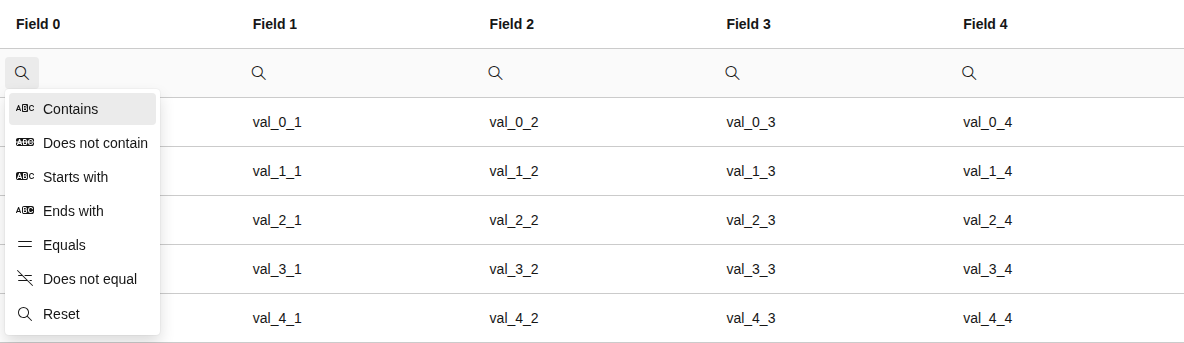 Field 0 Field 1 Field 2 Field 3 Field 4
Contains
val_0_1 val_0_2 val_0_3 val_0_4
Does not contain
val_1_1 val_1_2 val_1_3 val_1_4
Starts with
Ends with
val_2_1 val_2_2 val_2_3 val_2_4
Equals
val_3_1 val_3_2 val_3_3 val_3_4
Does not equal
Reset
val_4_1 val_4_2 val_4_3 val_4_4